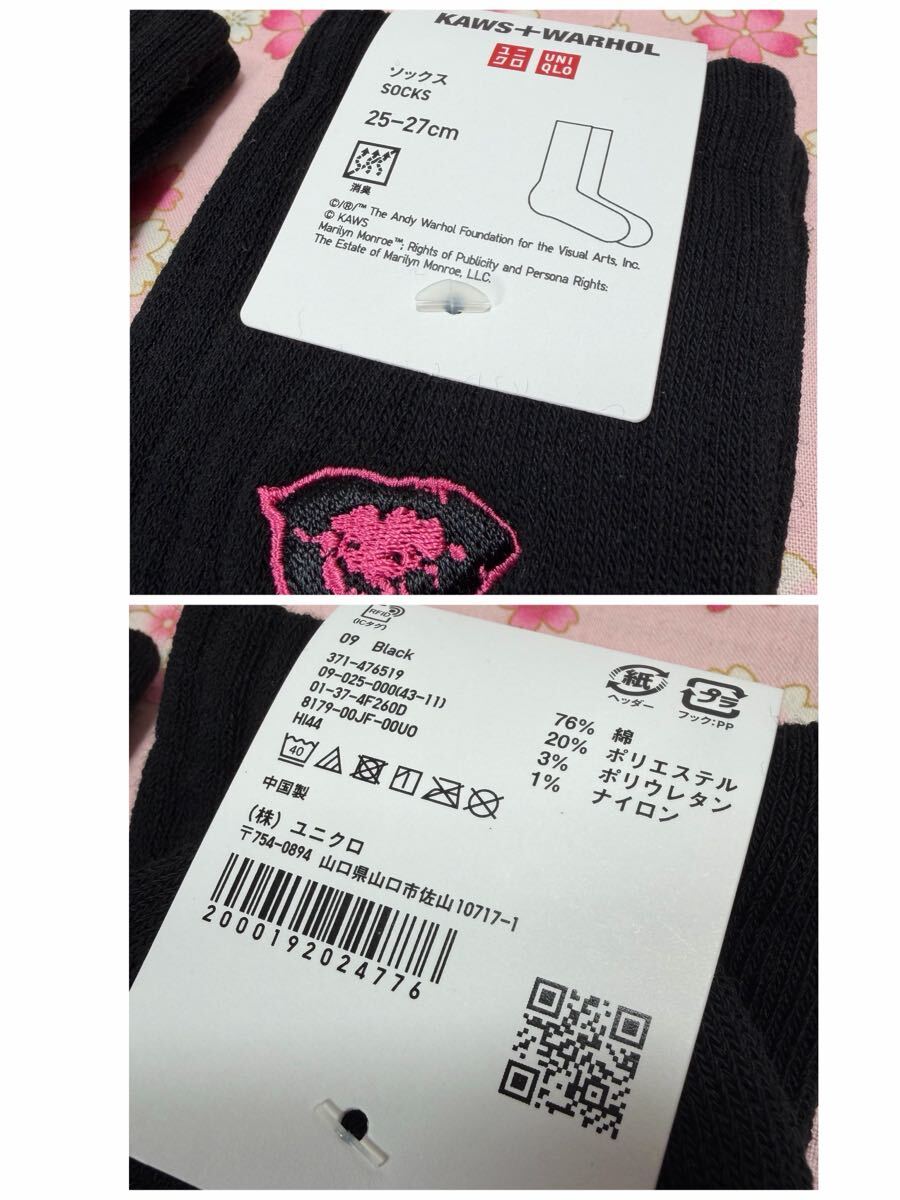 KAWS+WARHOL
ユニクロ UNIQLO
ソックス
SOCKS
25-27cm
消臭
©/®/™ The Andy Warhol Foundation for the Visual Arts, Inc.
© KAWS
Marilyn Monroe™; Rights of Publicity and Persona Rights:
The Estate of Marilyn Monroe, LLC.
RFID
(ICタグ)
09 Black
371-476519
09-025-000(43-11)
01-37-4F260D
8179-00JF-00U0
HI44
40
中国製
紙
ヘッダー
プラ
フック:PP
76% 綿
20% ポリエステル
3% ポリウレタン
1% ナイロン
(株) ユニクロ
〒754-0894 山口県山口市佐山10717-1
2000192024776